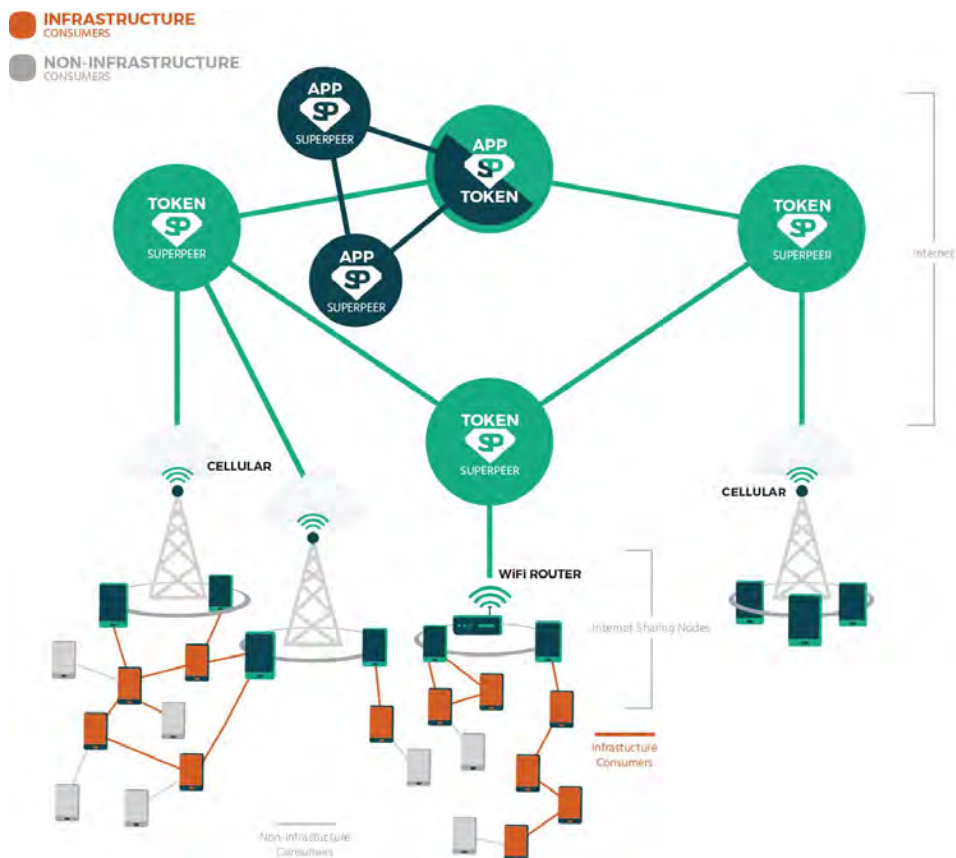 INFRASTRUCTURE
CONSUMERS
NON-INFRASTRUCTURE
CONSUMERS
APP
SP
SUPERPEER
APP
SP
TOKEN
TOKEN
SP
SUPERPEER
TOKEN
SP
SUPERPEER
APP
SP
SUPERPEER
Internet
TOKEN
SP
SUPERPEER
CELLULAR
CELLULAR
WiFi ROUTER
Internet Sharing Nodes
Infrastucture
Consumers
Non-infrastucture
Consumers